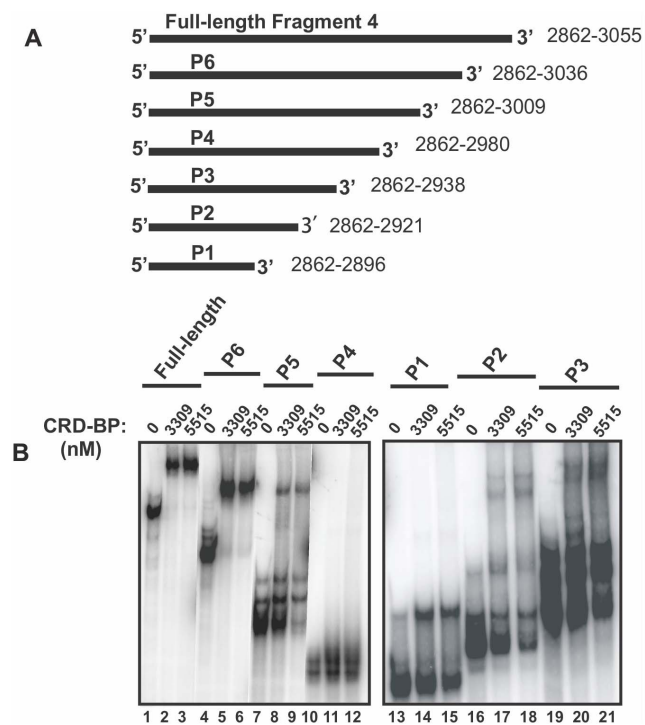 A
Full-length Fragment 4
5' 3' 2862-3055
P6
5' 3' 2862-3036
P5
5' 3' 2862-3009
P4
5' 3' 2862-2980
P3
5' 3' 2862-2938
P2
5' 3′ 2862-2921
P1
5' 3' 2862-2896
Full-length P6 P5 P4 P1 P2 P3
CRD-BP: 0 3309 5515 0 3309 5515 0 3309 5515 0 3309 5515 0 3309 5515 0 3309 5515 0 3309 5515
(nM)
B
1 2 3 4 5 6 7 8 9 10 11 12 13 14 15 16 17 18 19 20 21